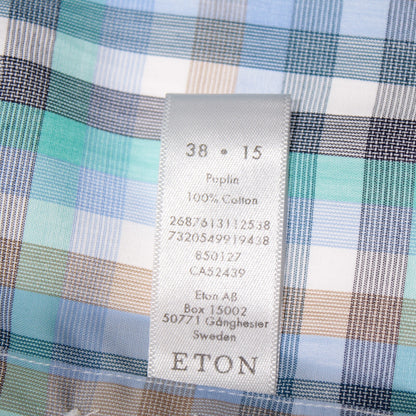 38 • 15
Poplin
100% Cotton
2687613112538
7320549919438
850127
CA52439
Eton AB
Box 15002
50771 Gånghester
Sweden
ETON